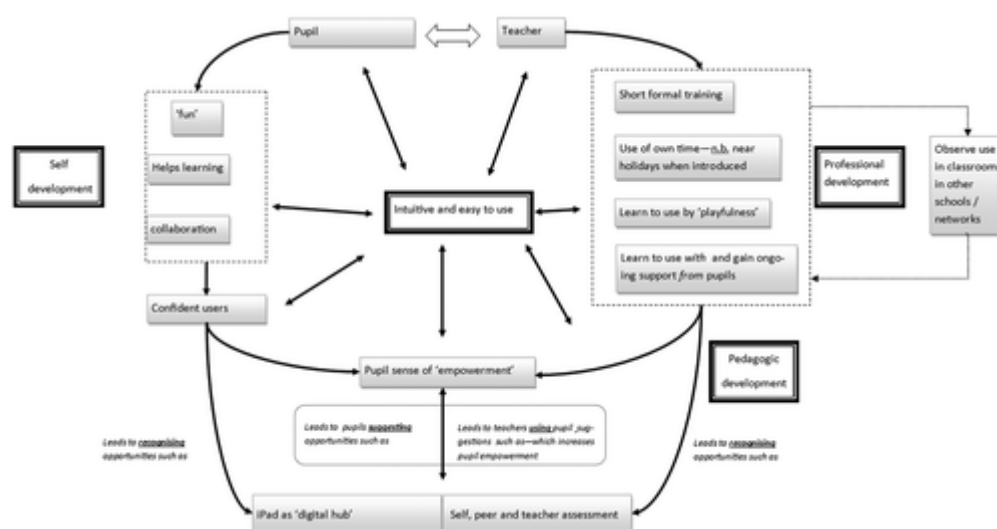 Pupil
Teacher
'fun'
Helps learning
collaboration
Self
development
Short formal training
Use of own time—n.b. near
holidays when introduced
Learn to use by 'playfulness'
Learn to use with and gain ongo-
ing support from pupils
Professional
development
Observe use
in classroom
in other
schools /
networks
Intuitive and easy to use
Confident users
Pupil sense of 'empowerment'
Pedagogic
development
Leads to pupils suggesting
opportunities such as
Leads to teachers using pupil sug-
gestions such as—which increases
pupil empowerment
Leads to recognising
opportunities such as
Leads to recognising
opportunities such as
iPad as 'digital hub'
Self, peer and teacher assessment